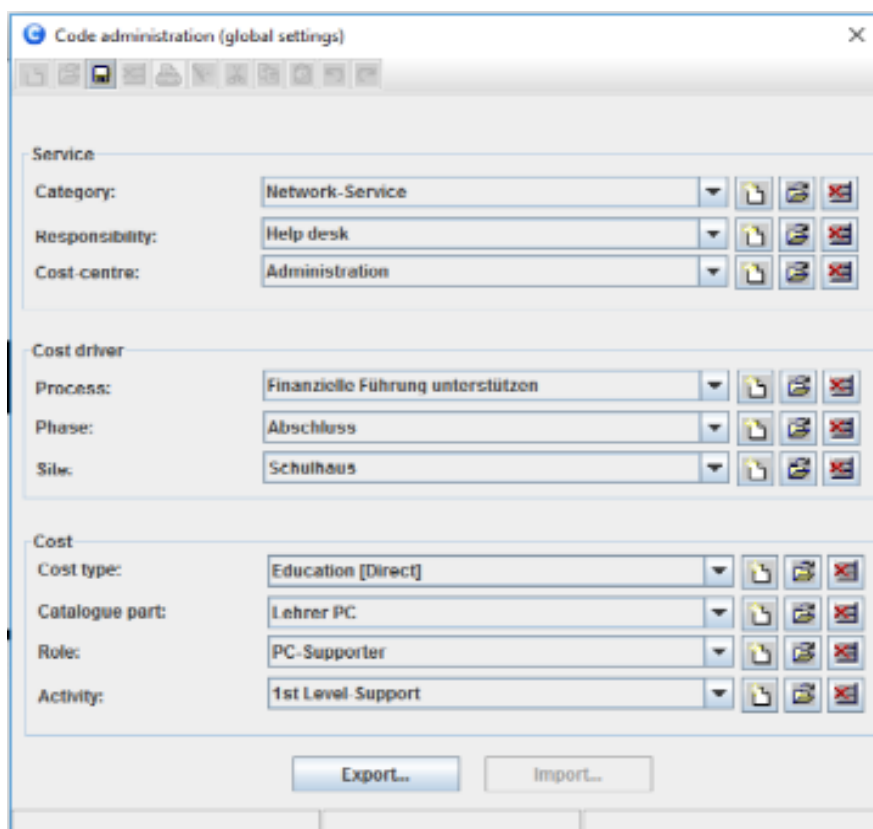 Code administration (global settings)
Service
Category: Network-Service
Responsibility: Help desk
Cost-centre: Administration
Cost driver
Process: Finanzielle Führung unterstützen
Phase: Abschluss
Site: Schulhaus
Cost
Cost type: Education [Direct]
Catalogue part: Lehrer PC
Role: PC-Supporter
Activity: 1st Level-Support
Export... Import...